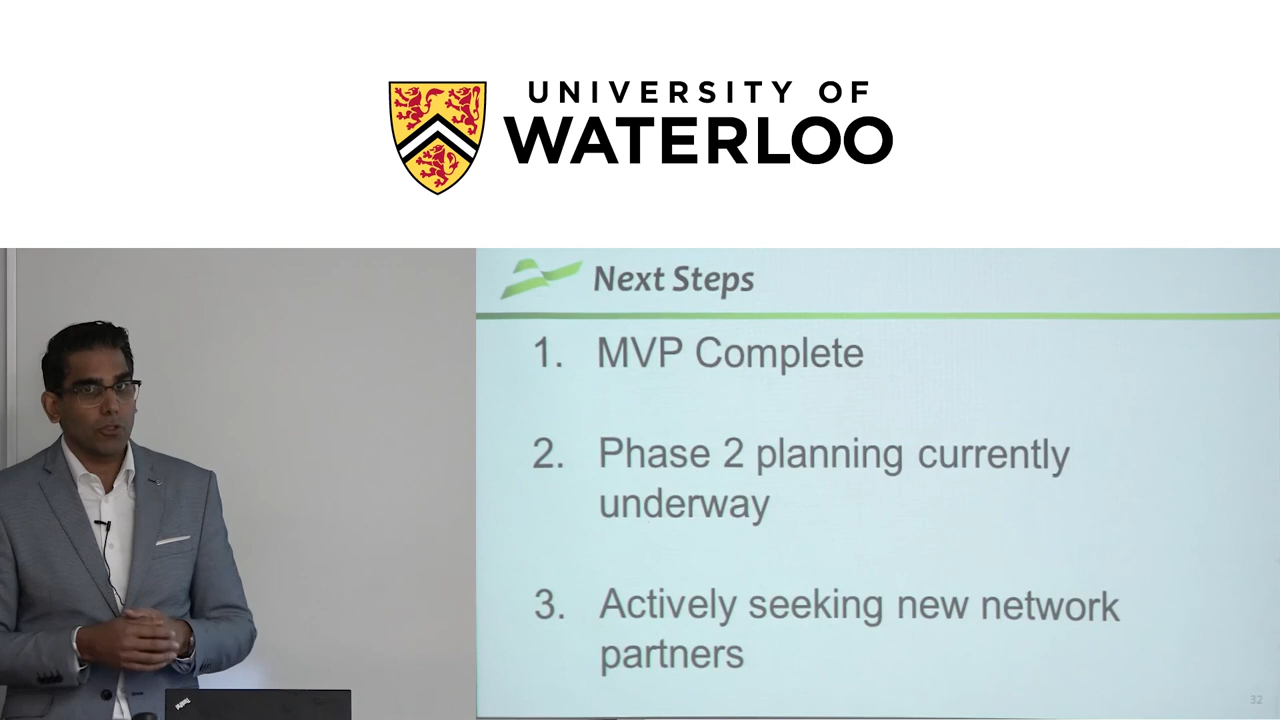 UNIVERSITY OF
WATERLOO
Next Steps
1. MVP Complete
2. Phase 2 planning currently
underway
3. Actively seeking new network
partners
32